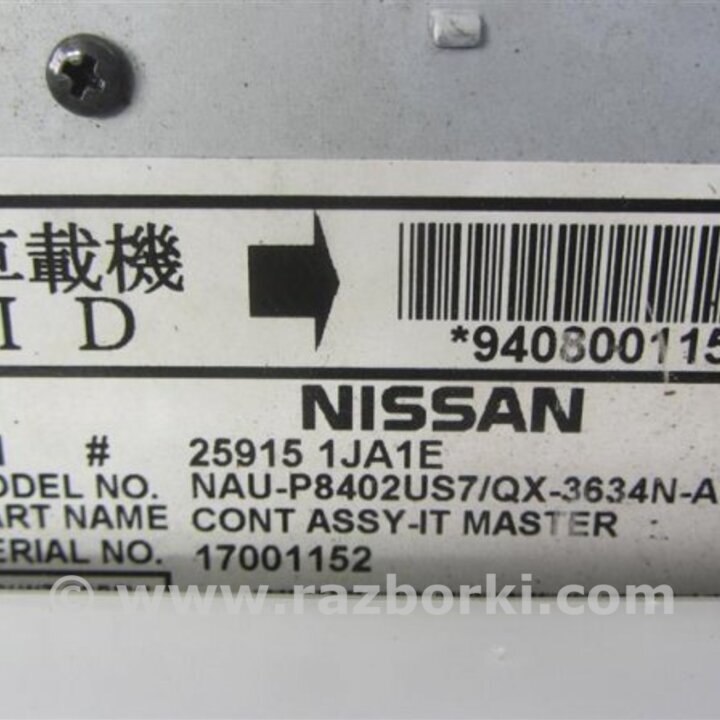 車載機
ID
*940800115
NISSAN
# 25915 1JA1E
ODEL NO. NAU-P8402US7/QX-3634N-A
ART NAME CONT ASSY-IT MASTER
ERIAL NO. 17001152
© www.razborki.com